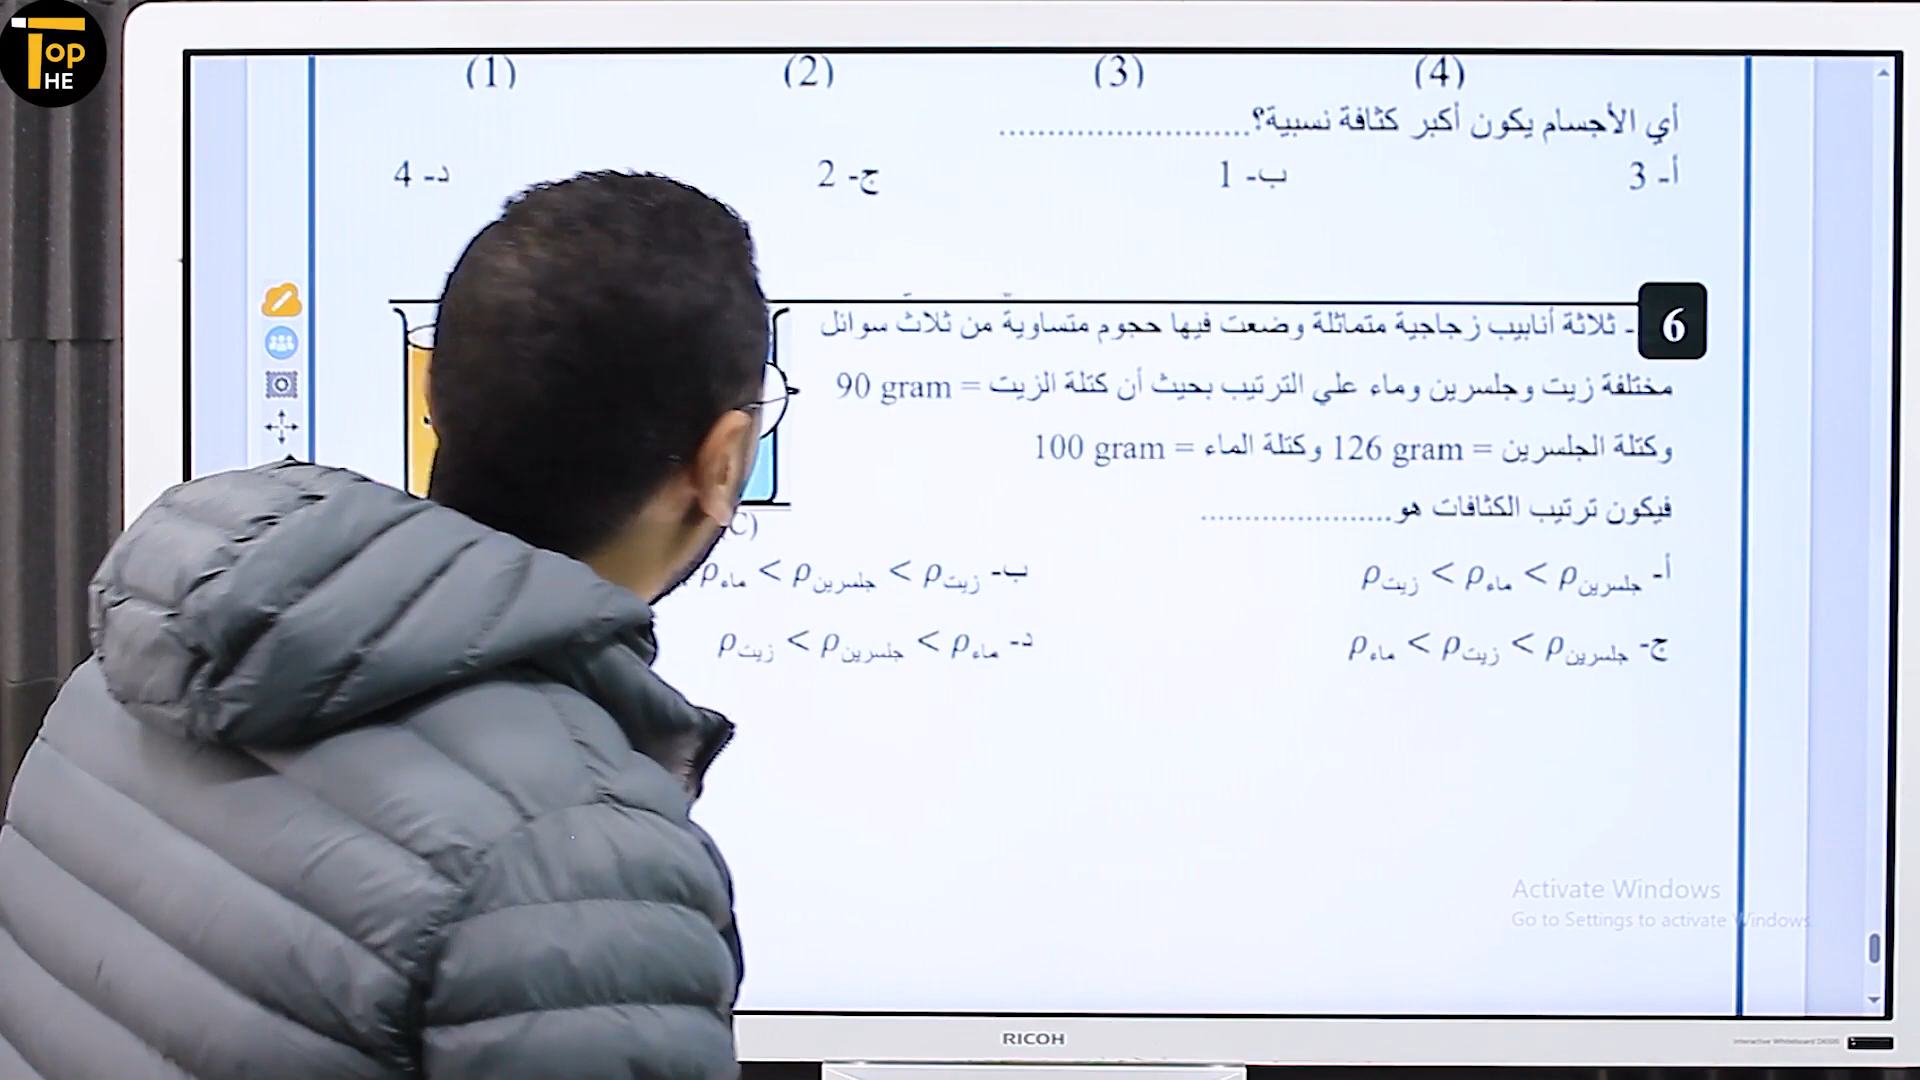 Top
THE
(1) (2) (3) (4)
أي الأجسام يكون أكبر كثافة نسبية؟..........................
أ- 3 ب- 1 ج- 2 د- 4
6
- ثلاثة أنابيب زجاجية متماثلة وضعت فيها حجوم متساوية من ثلاث سوائل
مختلفة زيت وجلسرين وماء علي الترتيب بحيث أن كتلة الزيت = 90 gram
وكتلة الجلسرين = 126 gram وكتلة الماء = 100 gram
فيكون ترتيب الكثافات هو.....................
C)
أ- ρزيت < ρماء < ρجلسرين
ب- ρماء < ρجلسرين < ρزيت
ج- ρماء < ρزيت < ρجلسرين
د- ρزيت < ρجلسرين < ρماء
Activate Windows
Go to Settings to activate Windows.
RICOH